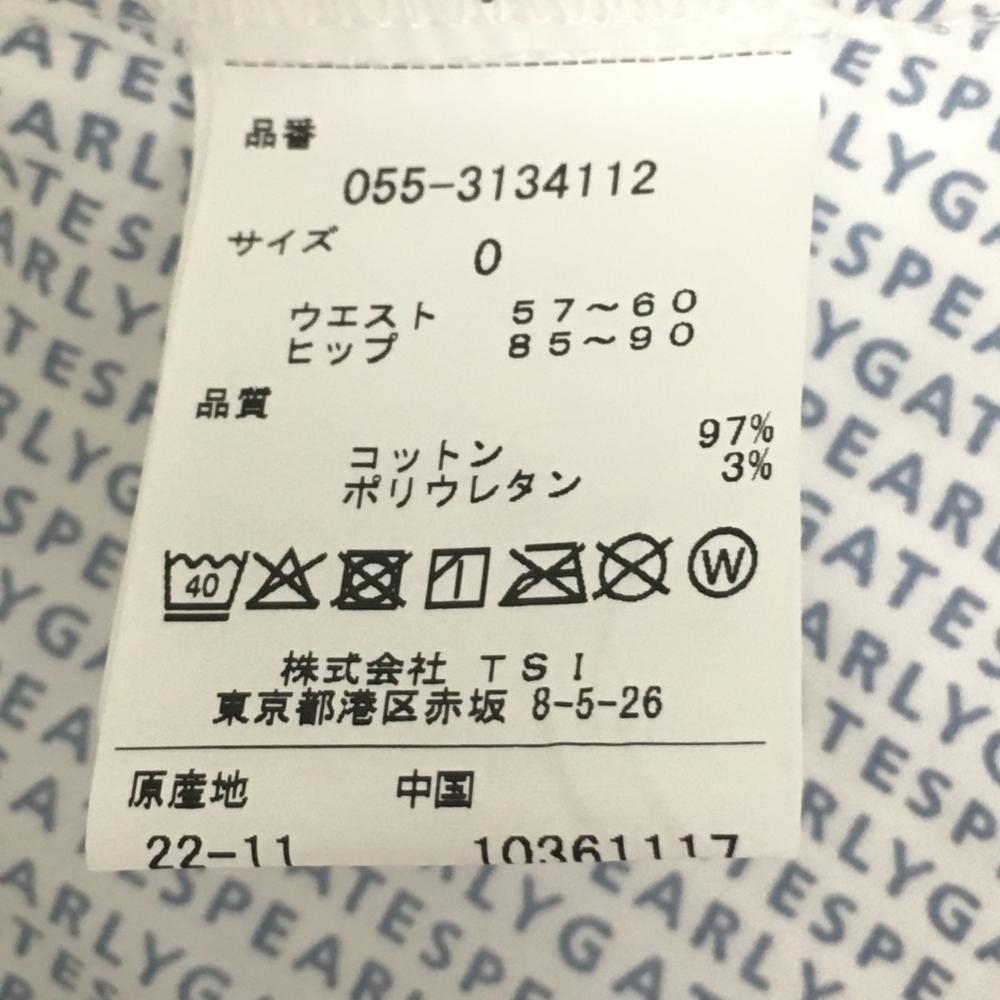 品番
055-3134112
サイズ 0
ウエスト 57～60
ヒップ 85～90
品質
コットン 97%
ポリウレタン 3%
40 W
株式会社 TSI
東京都港区赤坂 8-5-26
原産地 中国
22-11 10361117
PEARLYGATES